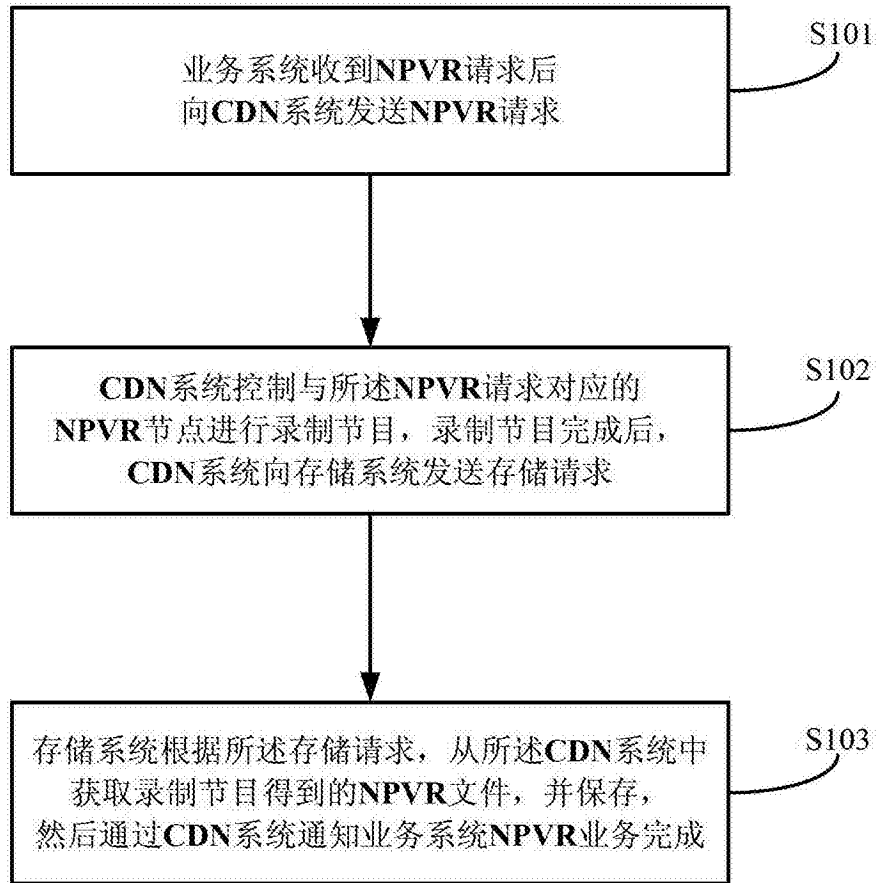 S101
业务系统收到NPVR请求后
向CDN系统发送NPVR请求
S102
CDN系统控制与所述NPVR请求对应的
NPVR节点进行录制节目，录制节目完成后，
CDN系统向存储系统发送存储请求
S103
存储系统根据所述存储请求，从所述CDN系统中
获取录制节目得到的NPVR文件，并保存，
然后通过CDN系统通知业务系统NPVR业务完成